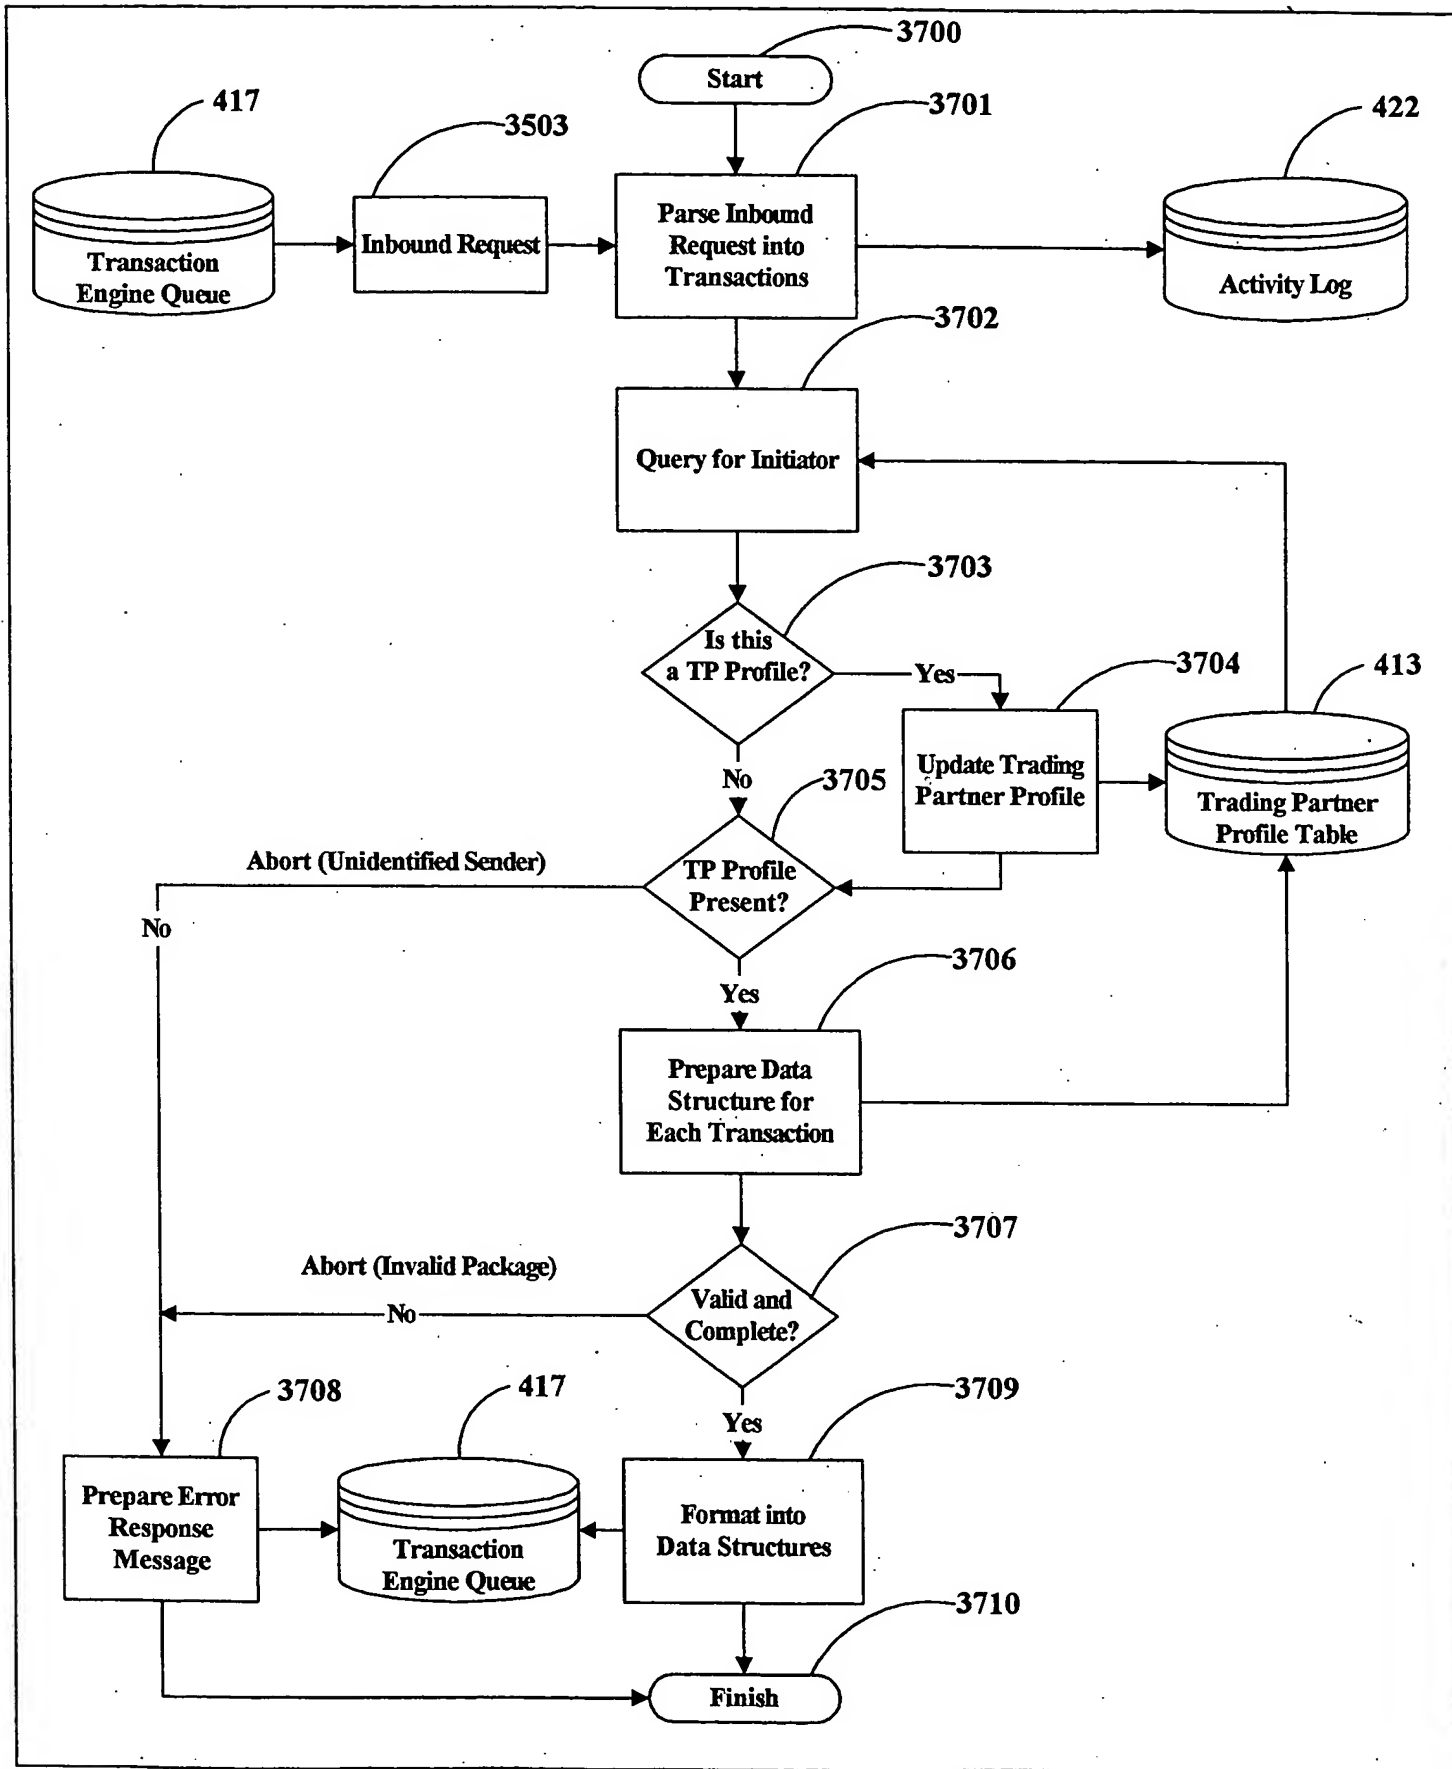 3700
Start
417
3503
3701
422
Transaction
Engine Queue
Inbound Request
Parse Inbound
Request into
Transactions
Activity Log
3702
Query for Initiator
3703
Is this
a TP Profile?
Yes
3704
413
No
3705
Update Trading
Partner Profile
Trading Partner
Profile Table
Abort (Unidentified Sender)
TP Profile
Present?
No
3706
Yes
Prepare Data
Structure for
Each Transaction
3707
Abort (Invalid Package)
No
Valid and
Complete?
3708
417
3709
Yes
Prepare Error
Response
Message
Transaction
Engine Queue
Format into
Data Structures
3710
Finish